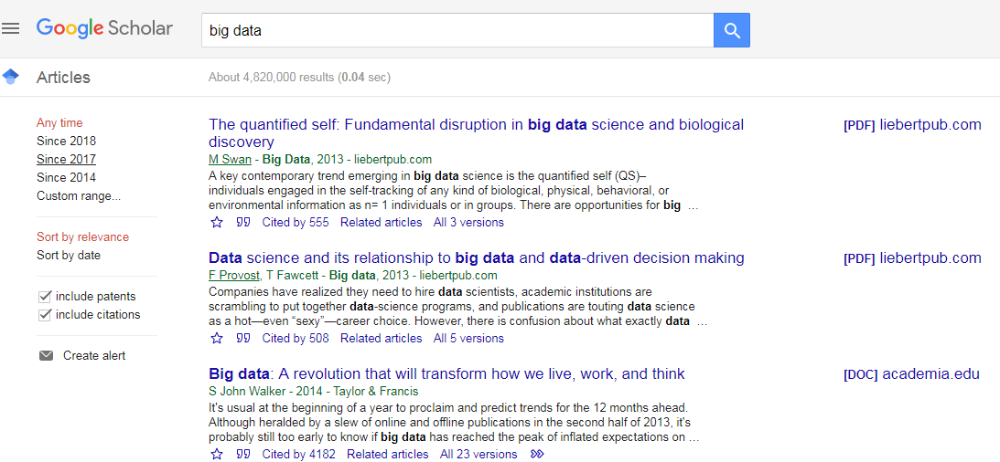 Google Scholar
big data
Articles
About 4,820,000 results (0.04 sec)
Any time
Since 2018
Since 2017
Since 2014
Custom range...
Sort by relevance
Sort by date
include patents
include citations
Create alert
The quantified self: Fundamental disruption in big data science and biological
discovery
[PDF] liebertpub.com
M Swan - Big Data, 2013 - liebertpub.com
A key contemporary trend emerging in big data science is the quantified self (QS)–
individuals engaged in the self-tracking of any kind of biological, physical, behavioral, or
environmental information as n= 1 individuals or in groups. There are opportunities for big ...
Cited by 555 Related articles All 3 versions
Data science and its relationship to big data and data-driven decision making
[PDF] liebertpub.com
F Provost, T Fawcett - Big data, 2013 - liebertpub.com
Companies have realized they need to hire data scientists, academic institutions are
scrambling to put together data-science programs, and publications are touting data science
as a hot—even “sexy”—career choice. However, there is confusion about what exactly data ...
Cited by 508 Related articles All 5 versions
Big data: A revolution that will transform how we live, work, and think
[DOC] academia.edu
S John Walker - 2014 - Taylor & Francis
It's usual at the beginning of a year to proclaim and predict trends for the 12 months ahead.
Although heralded by a slew of online and offline publications in the second half of 2013, it's
probably still too early to know if big data has reached the peak of inflated expectations on ...
Cited by 4182 Related articles All 23 versions